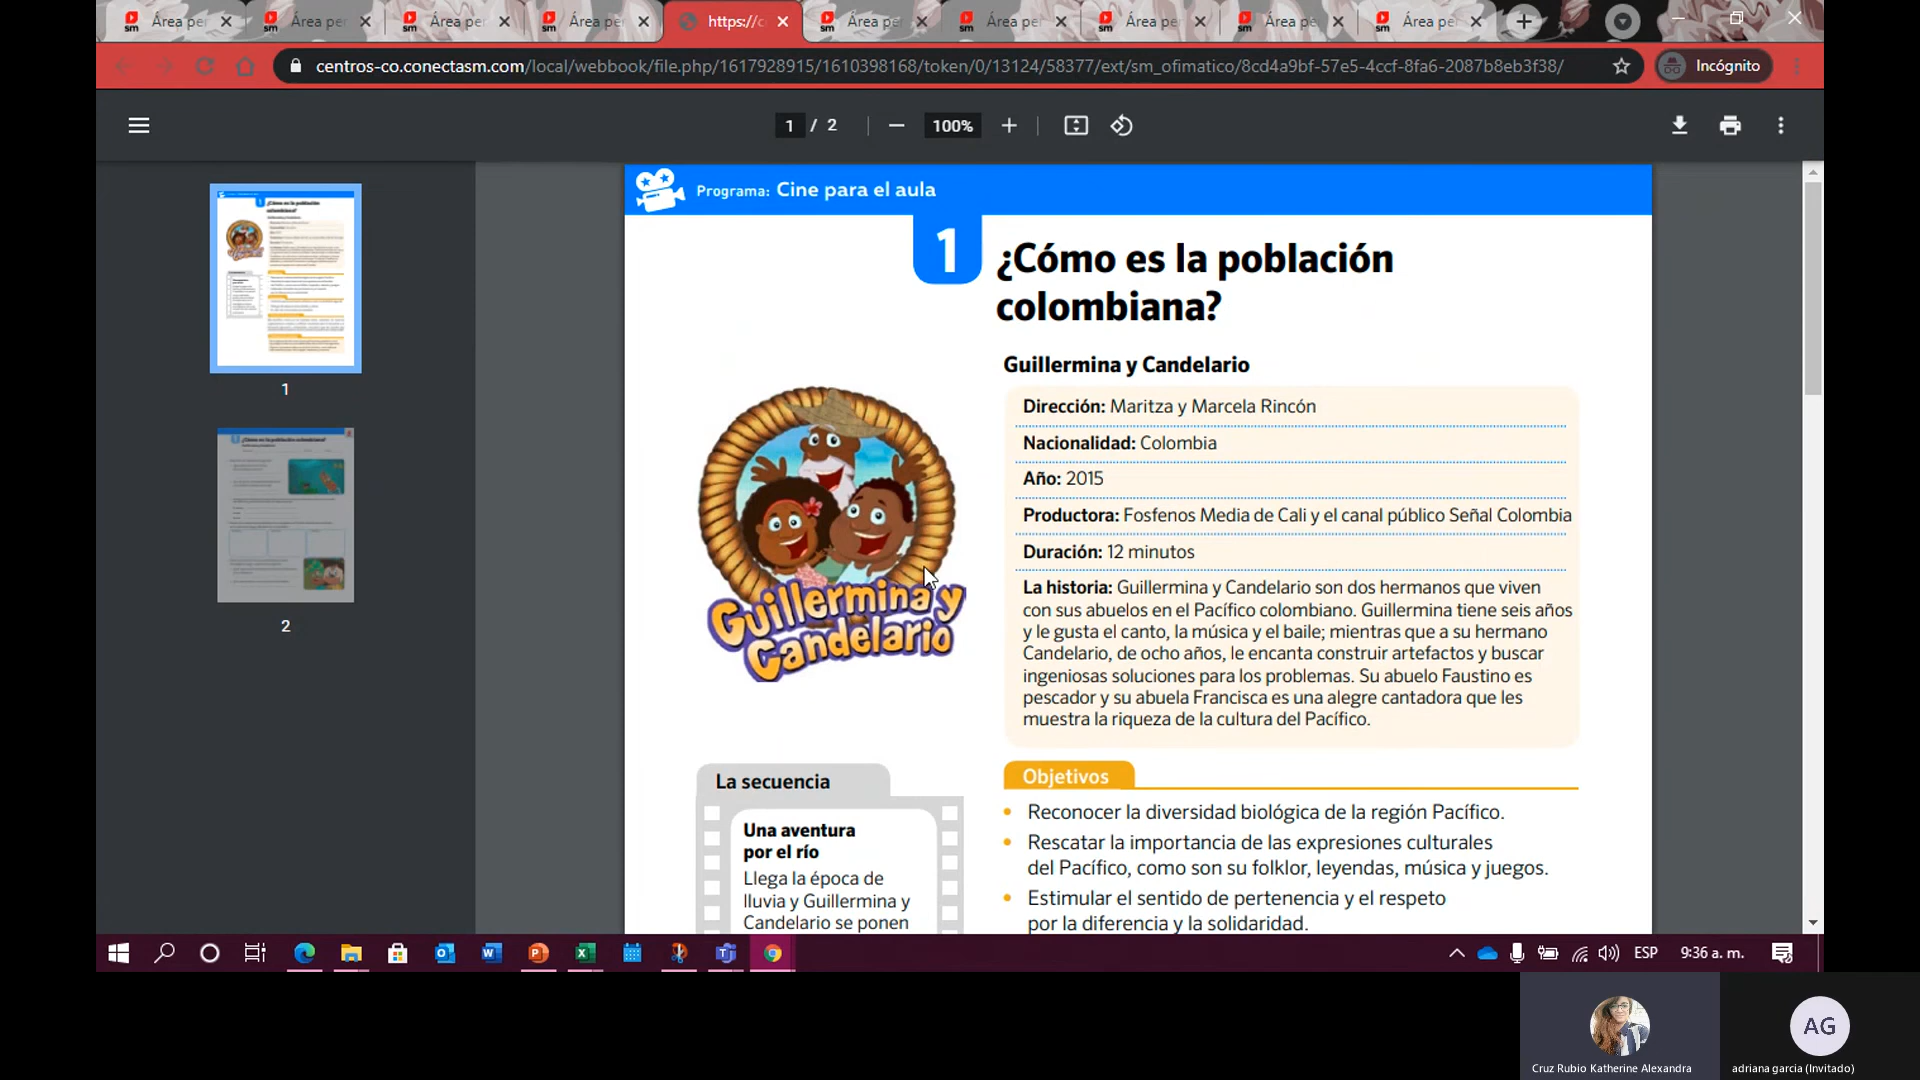 Área per
Área per
Área per
Área per
https://c
Área per
Área per
Área per
Área per
Área per
centros-co.conectasm.com/local/webbook/file.php/1617928915/1610398168/token/0/13124/58377/ext/sm_ofimatico/8cd4a9bf-57e5-4ccf-8fa6-2087b8eb3f38/
Incógnito
1 / 2
100%
1
2
Programa: Cine para el aula
1
¿Cómo es la población
colombiana?
Guillermina y Candelario
Dirección: Maritza y Marcela Rincón
Nacionalidad: Colombia
Año: 2015
Productora: Fosfenos Media de Cali y el canal público Señal Colombia
Duración: 12 minutos
La historia: Guillermina y Candelario son dos hermanos que viven
con sus abuelos en el Pacífico colombiano. Guillermina tiene seis años
y le gusta el canto, la música y el baile; mientras que a su hermano
Candelario, de ocho años, le encanta construir artefactos y buscar
ingeniosas soluciones para los problemas. Su abuelo Faustino es
pescador y su abuela Francisca es una alegre cantadora que les
muestra la riqueza de la cultura del Pacífico.
Guillermina y
Candelario
La secuencia
Una aventura
por el río
Llega la época de
lluvia y Guillermina y
Candelario se ponen
Objetivos
• Reconocer la diversidad biológica de la región Pacífico.
• Rescatar la importancia de las expresiones culturales
del Pacífico, como son su folklor, leyendas, música y juegos.
• Estimular el sentido de pertenencia y el respeto
por la diferencia y la solidaridad.
ESP
9:36 a. m.
AG
Cruz Rubio Katherine Alexandra
adriana garcia (Invitado)